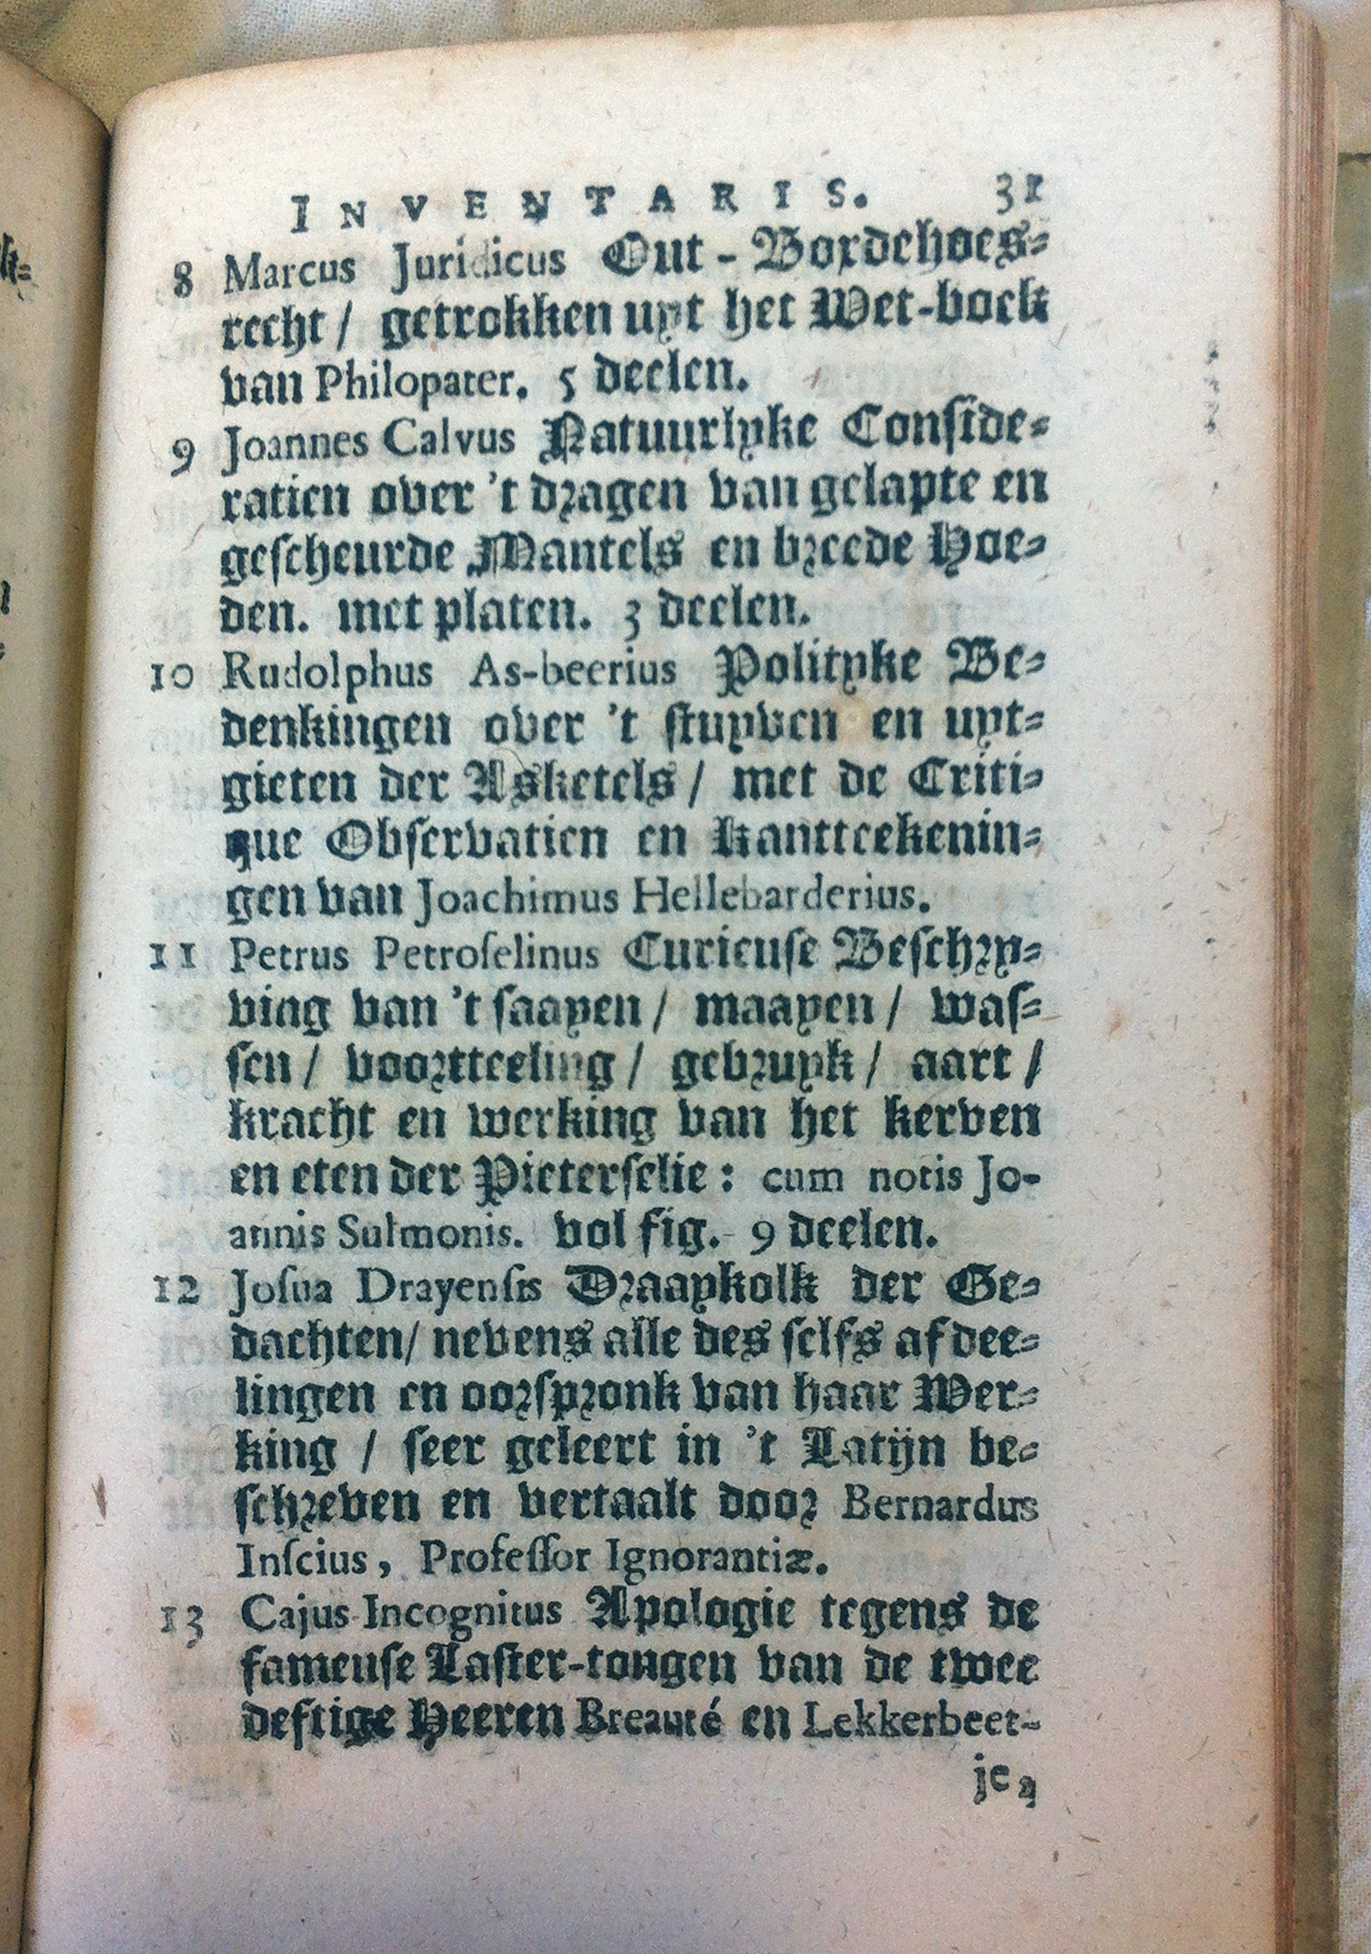 INVENTARIS. 31
8 Marcus Juridicus Out-Bordehoes-
recht / getrokken uyt het Wet-boek
van Philopater. 5 deelen.
9 Joannes Calvus Natuurlyke Conside-
ratien over 't dragen van gelapte en
geſcheurde Mantels en breede Hoe-
den. met platen. 3 deelen.
10 Rudolphus As-beerius Polityke Be-
denkingen over 't ſtuyven en uyt-
gieten der Asketels / met de Criti-
que Obſervatien en Kantteekenin-
gen van Joachimus Hellebarderius.
11 Petrus Petroſelinus Curieuſe Beſchry-
ving van 't ſaayen / maayen / waſ-
ſen / voortteeling / gebruyk / aart /
kracht en werking van het kerven
en eten der Pieterſelie: cum notis Jo-
annis Sulmonis. vol fig. 9 deelen.
12 Joſua Drayenſis Draaykolk der Ge-
dachten / nevens alle des ſelfs afdee-
lingen en oorſpronk van haar Wer-
king / ſeer geleert in 't Latijn be-
ſchreven en vertaalt door Bernardus
Inſcius, Profeſſor Ignorantiæ.
13 Cajus Incognitus Apologie tegens de
fameuſe Laſter-tongen van de twee
deftige Heeren Breauté en Lekkerbeet-
je,